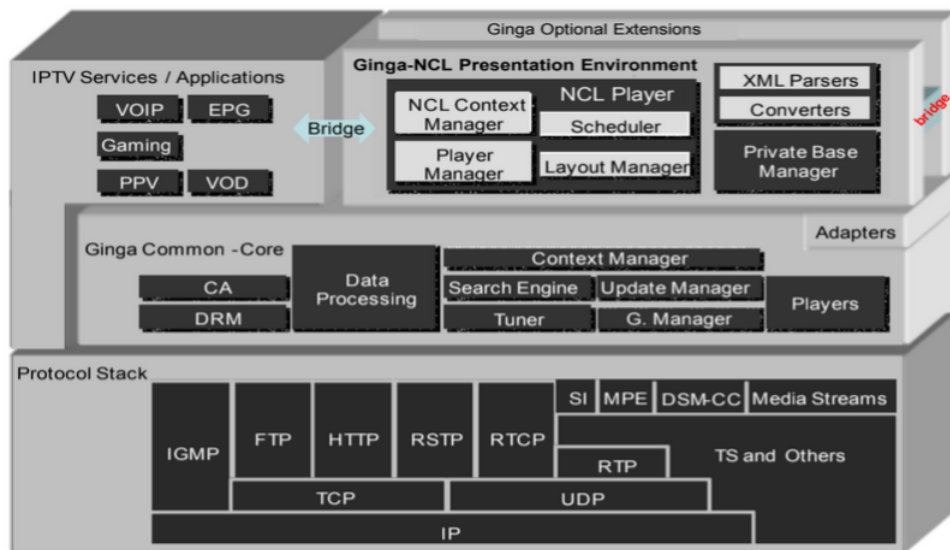 Ginga Optional Extensions
IPTV Services / Applications
VOIP
EPG
Gaming
PPV
VOD
Bridge
Ginga-NCL Presentation Environment
NCL Player
NCL Context
Manager
Scheduler
Player
Manager
Layout Manager
XML Parsers
Converters
Private Base
Manager
bridge
Adapters
Ginga Common -Core
CA
DRM
Data
Processing
Context Manager
Search Engine
Update Manager
Tuner
G. Manager
Players
Protocol Stack
IGMP
FTP
HTTP
RSTP
RTCP
SI
MPE
DSM-CC
Media Streams
RTP
TS and Others
TCP
UDP
IP